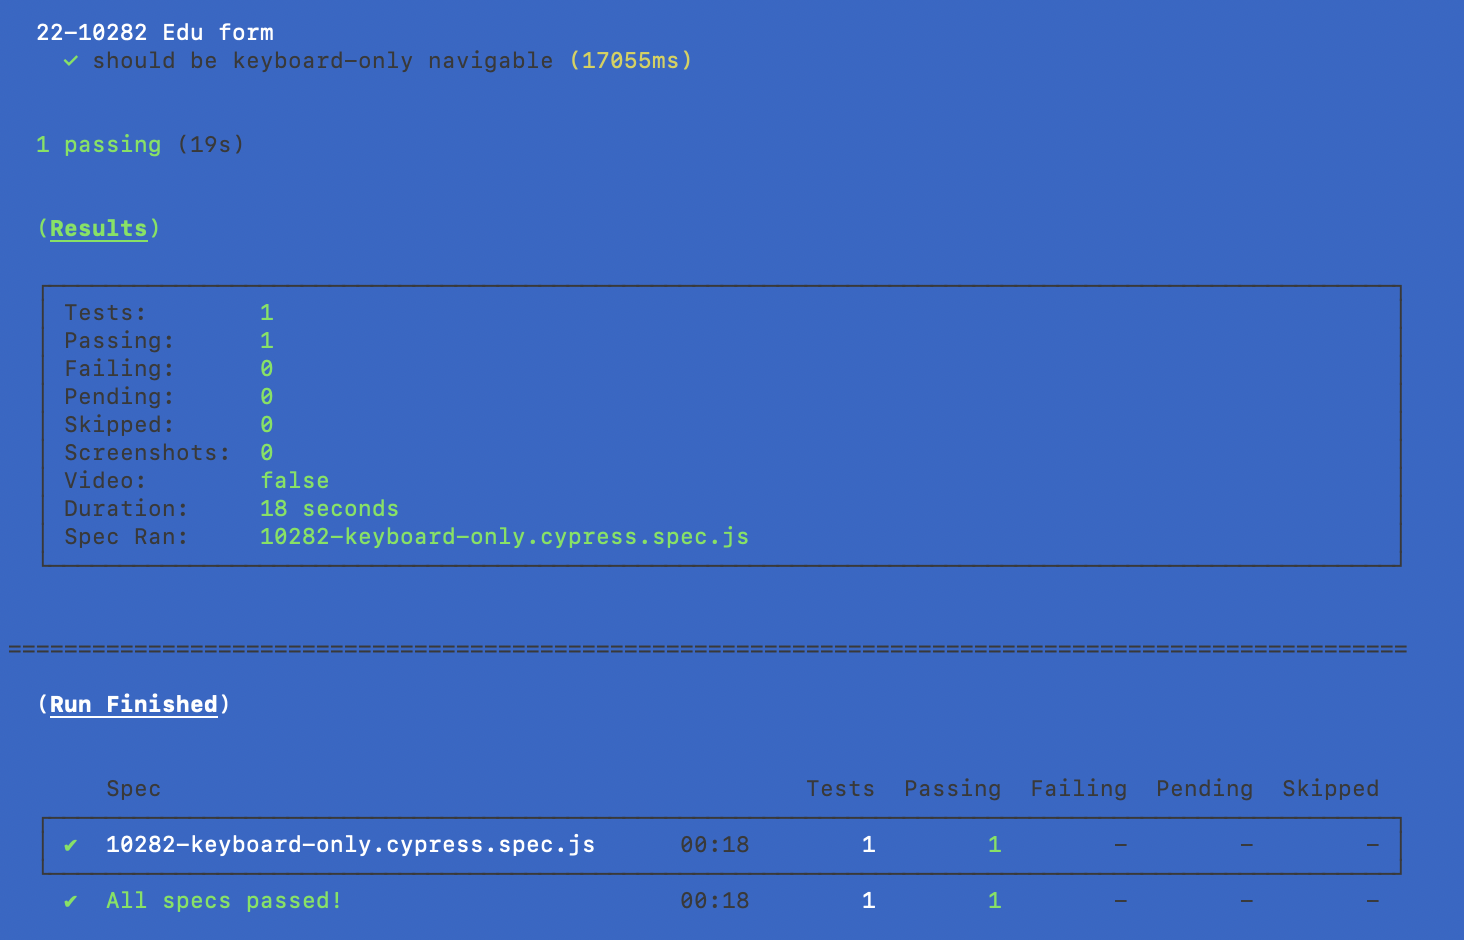 22-10282 Edu form
✓ should be keyboard-only navigable (17055ms)
1 passing (19s)
(Results)
Tests: 1
Passing: 1
Failing: 0
Pending: 0
Skipped: 0
Screenshots: 0
Video: false
Duration: 18 seconds
Spec Ran: 10282-keyboard-only.cypress.spec.js
====================================================================================================
(Run Finished)
Spec Tests Passing Failing Pending Skipped
✔ 10282-keyboard-only.cypress.spec.js 00:18 1 1 - - -
✔ All specs passed! 00:18 1 1 - - -